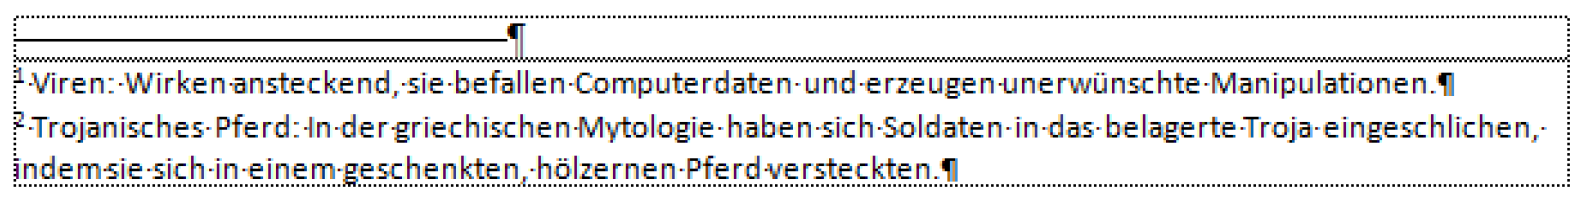 ¶
1 Viren: Wirken ansteckend, sie befallen Computerdaten und erzeugen unerwünschte Manipulationen.¶
2 Trojanisches Pferd: In der griechischen Mytologie haben sich Soldaten in das belagerte Troja eingeschlichen,
indem sie sich in einem geschenkten, hölzernen Pferd versteckten.¶